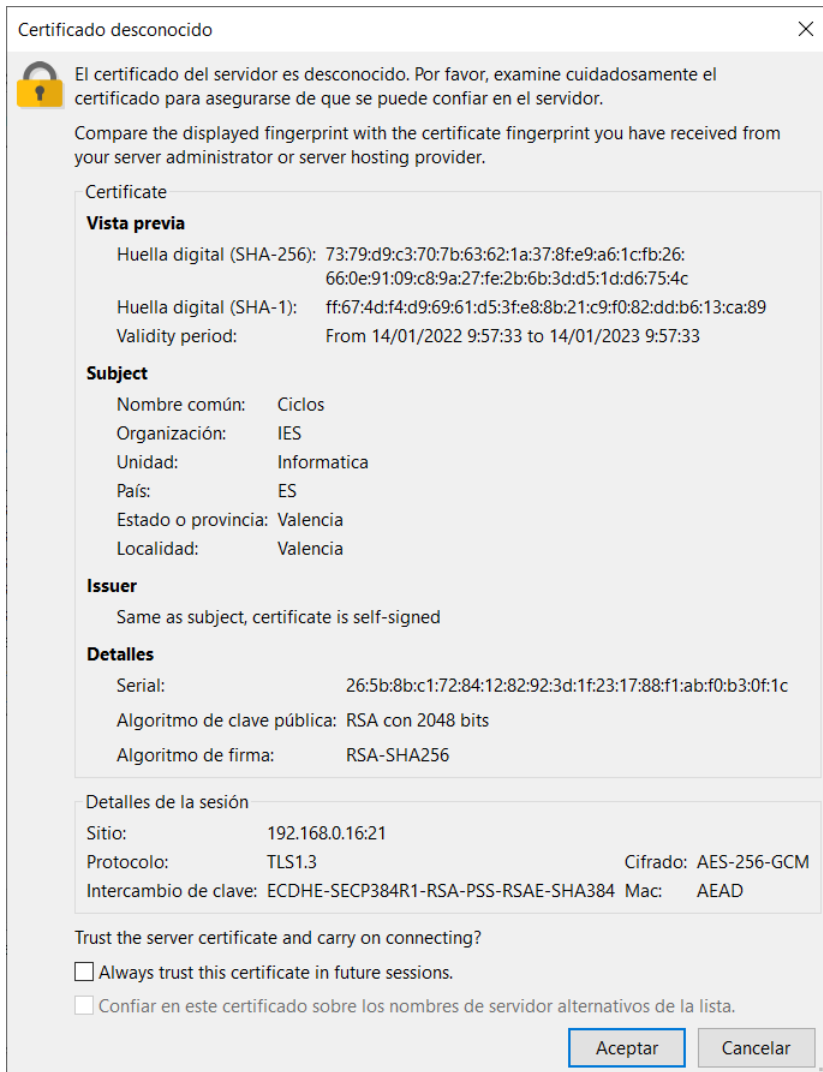 Certificado desconocido
El certificado del servidor es desconocido. Por favor, examine cuidadosamente el
certificado para asegurarse de que se puede confiar en el servidor.
Compare the displayed fingerprint with the certificate fingerprint you have received from
your server administrator or server hosting provider.
Certificate
Vista previa
Huella digital (SHA-256): 73:79:d9:c3:70:7b:63:62:1a:37:8f:e9:a6:1c:fb:26:
66:0e:91:09:c8:9a:27:fe:2b:6b:3d:d5:1d:d6:75:4c
Huella digital (SHA-1): ff:67:4d:f4:d9:69:61:d5:3f:e8:8b:21:c9:f0:82:dd:b6:13:ca:89
Validity period: From 14/01/2022 9:57:33 to 14/01/2023 9:57:33
Subject
Nombre común: Ciclos
Organización: IES
Unidad: Informatica
País: ES
Estado o provincia: Valencia
Localidad: Valencia
Issuer
Same as subject, certificate is self-signed
Detalles
Serial: 26:5b:8b:c1:72:84:12:82:92:3d:1f:23:17:88:f1:ab:f0:b3:0f:1c
Algoritmo de clave pública: RSA con 2048 bits
Algoritmo de firma: RSA-SHA256
Detalles de la sesión
Sitio: 192.168.0.16:21
Protocolo: TLS1.3 Cifrado: AES-256-GCM
Intercambio de clave: ECDHE-SECP384R1-RSA-PSS-RSAE-SHA384 Mac: AEAD
Trust the server certificate and carry on connecting?
Always trust this certificate in future sessions.
Confiar en este certificado sobre los nombres de servidor alternativos de la lista.
Aceptar Cancelar